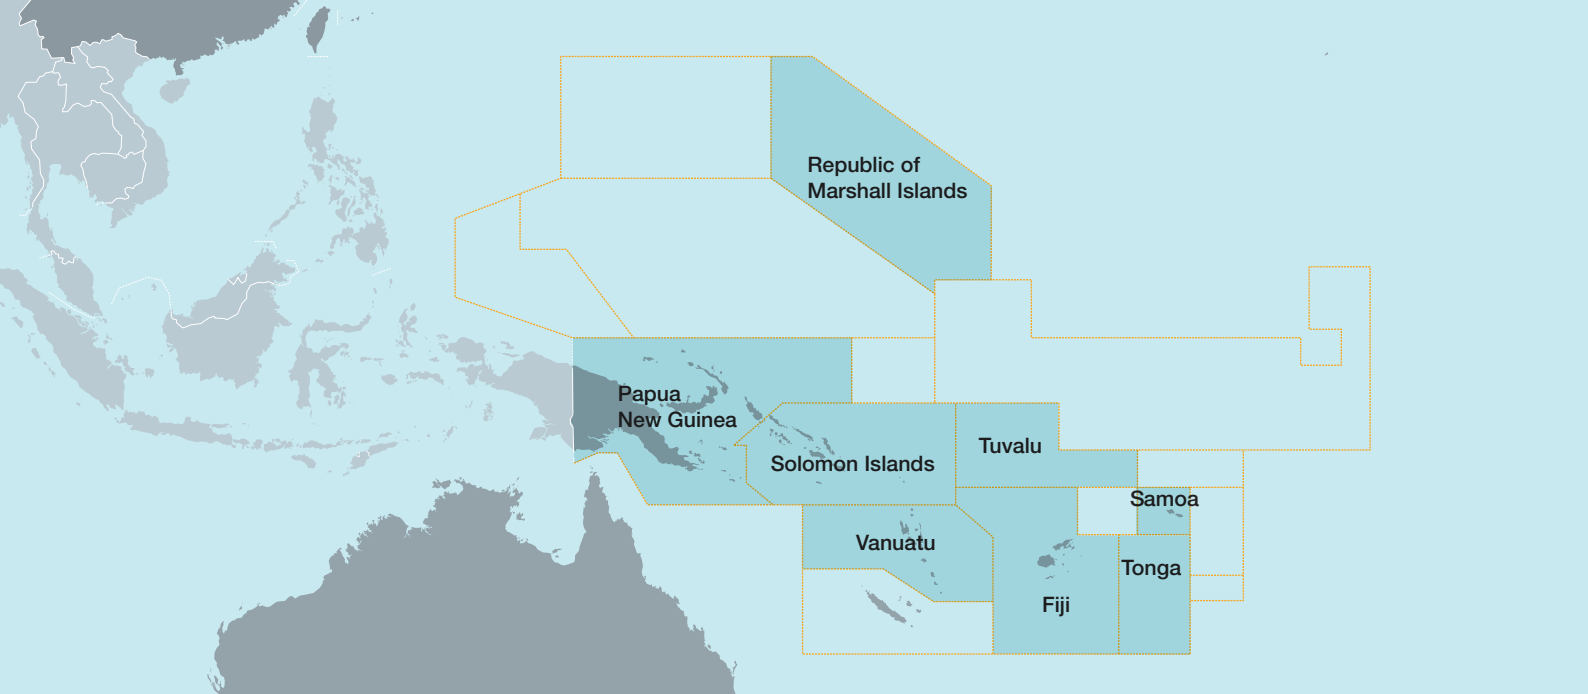 Republic of
Marshall Islands
Papua
New Guinea
Tuvalu
Solomon Islands
Samoa
Vanuatu
Tonga
Fiji